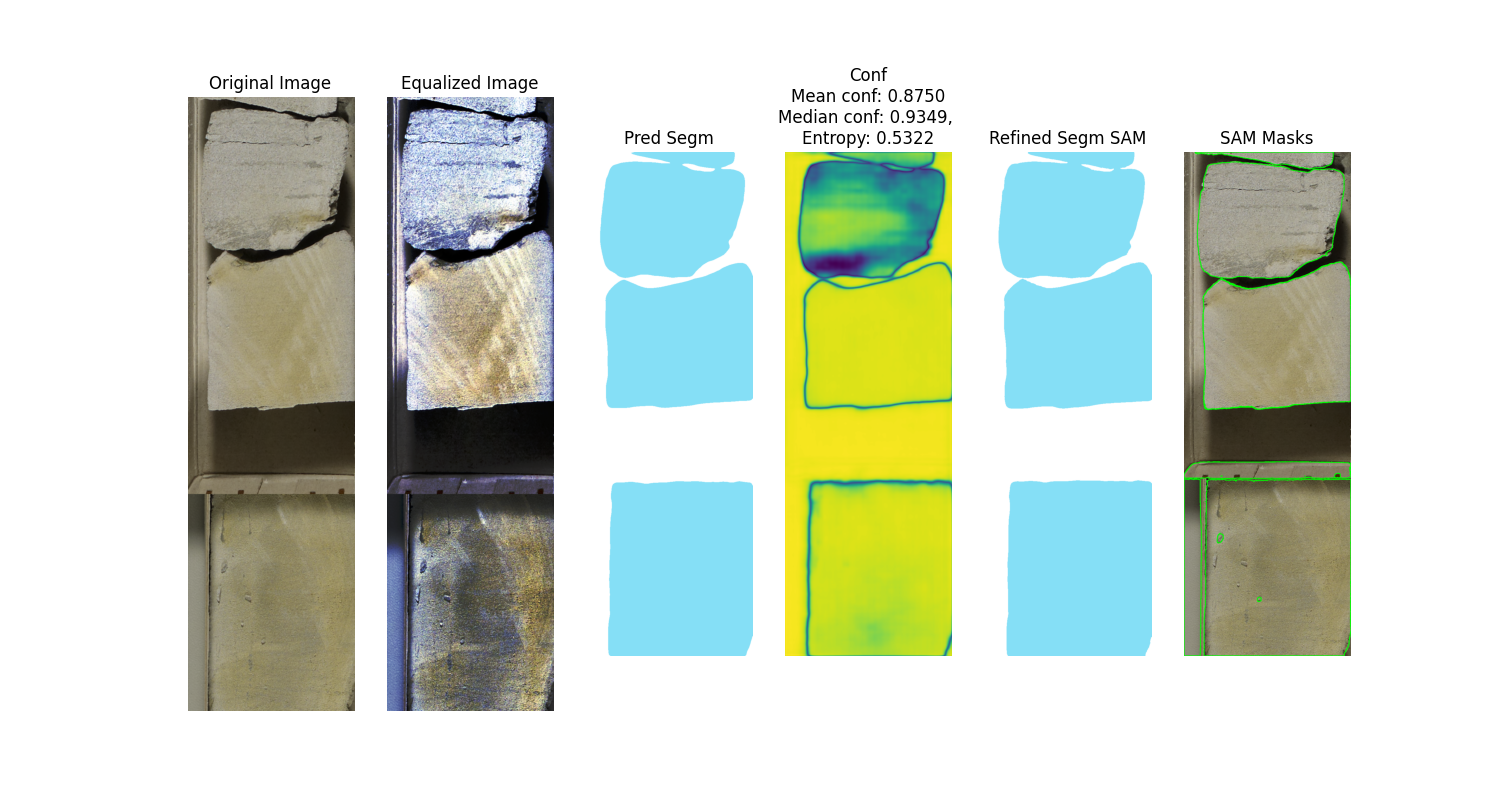 Original Image
Equalized Image
Pred Segm
Conf
Mean conf: 0.8750
Median conf: 0.9349,
Entropy: 0.5322
Refined Segm SAM
SAM Masks